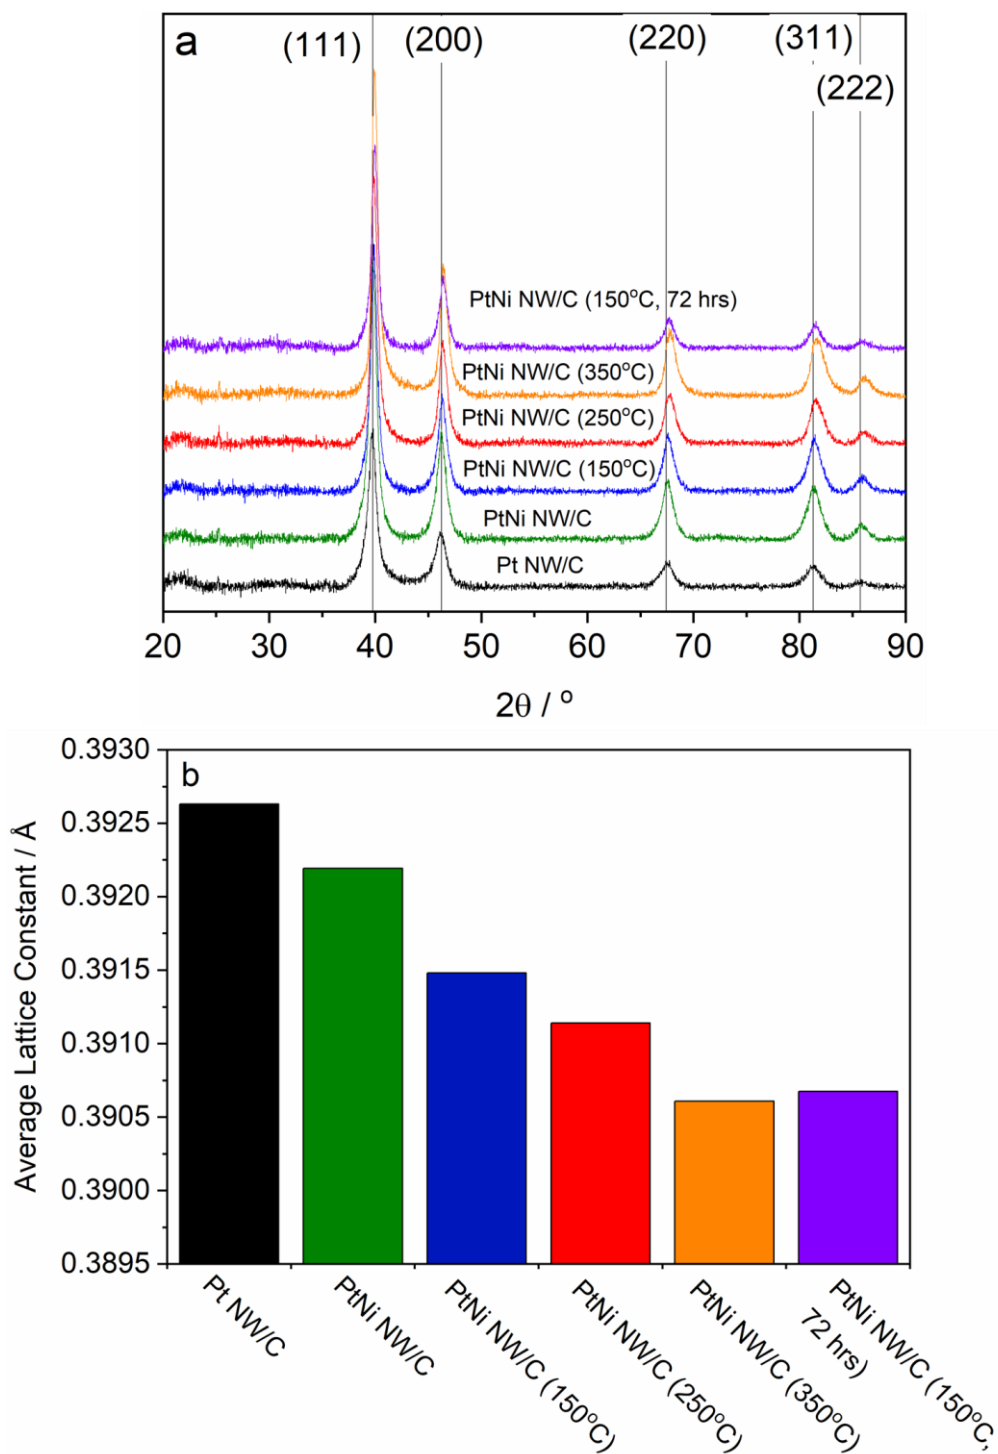 a
(111)
(200)
(220)
(311)
(222)
PtNi NW/C (150°C, 72 hrs)
PtNi NW/C (350°C)
PtNi NW/C (250°C)
PtNi NW/C (150°C)
PtNi NW/C
Pt NW/C
20 30 40 50 60 70 80 90
2θ / °
b
Average Lattice Constant / Å
0.3930
0.3925
0.3920
0.3915
0.3910
0.3905
0.3900
0.3895
Pt NW/C
PtNi NW/C
PtNi NW/C (150°C)
PtNi NW/C (250°C)
PtNi NW/C (350°C)
PtNi NW/C (150°C,
72 hrs)